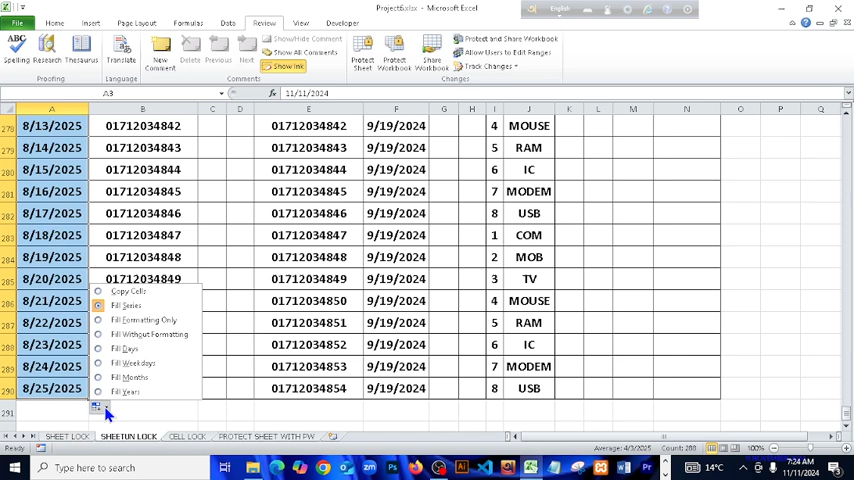 Project6.xlsx - Microsoft Excel
English
File Home Insert Page Layout Formulas Data Review View Developer
Spelling Research Thesaurus
Translate
New Comment
Delete Previous Next
Show/Hide Comment
Show All Comments
Show Ink
Protect Sheet
Protect Workbook
Share Workbook
Protect and Share Workbook
Allow Users to Edit Ranges
Track Changes
Proofing Language Comments Changes
A3 fx 11/11/2024
A B C D E F G H I J K L M N O P Q
278 8/13/2025 01712034842 01712034842 9/19/2024 4 MOUSE
279 8/14/2025 01712034843 01712034843 9/19/2024 5 RAM
280 8/15/2025 01712034844 01712034844 9/19/2024 6 IC
281 8/16/2025 01712034845 01712034845 9/19/2024 7 MODEM
282 8/17/2025 01712034846 01712034846 9/19/2024 8 USB
283 8/18/2025 01712034847 01712034847 9/19/2024 1 COM
284 8/19/2025 01712034848 01712034848 9/19/2024 2 MOB
285 8/20/2025 01712034849 01712034849 9/19/2024 3 TV
286 8/21/2025 01712034850 9/19/2024 4 MOUSE
287 8/22/2025 01712034851 9/19/2024 5 RAM
288 8/23/2025 01712034852 9/19/2024 6 IC
289 8/24/2025 01712034853 9/19/2024 7 MODEM
290 8/25/2025 01712034854 9/19/2024 8 USB
291
Copy Cells
Fill Series
Fill Formatting Only
Fill Without Formatting
Fill Days
Fill Weekdays
Fill Months
Fill Years
SHEET LOCK SHEETUN LOCK CELL LOCK PROTECT SHEET WITH PW
Ready Average: 4/3/2025 Count: 288 100%
Type here to search
14°C
7:24 AM
11/11/2024